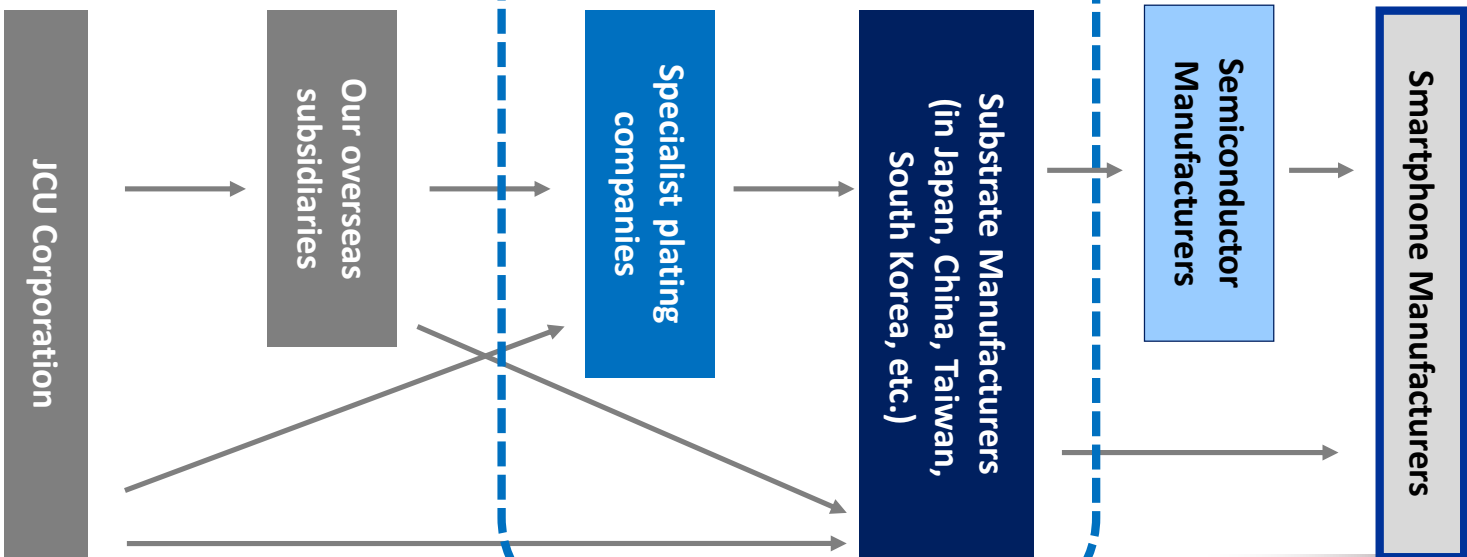 JCU Corporation
Our overseas
subsidiaries
Specialist plating
companies
Substrate Manufacturers
(in Japan, China, Taiwan,
South Korea, etc.)
Semiconductor
Manufacturers
Smartphone Manufacturers